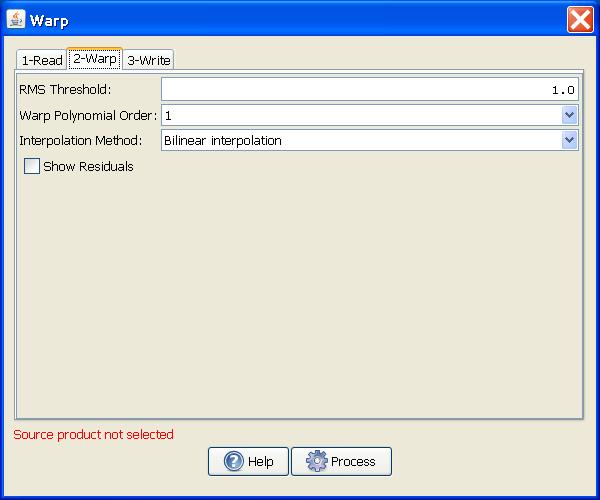 Warp
1-Read 2-Warp 3-Write
RMS Threshold: 1.0
Warp Polynomial Order: 1
Interpolation Method: Bilinear interpolation
Show Residuals
Source product not selected
Help Process